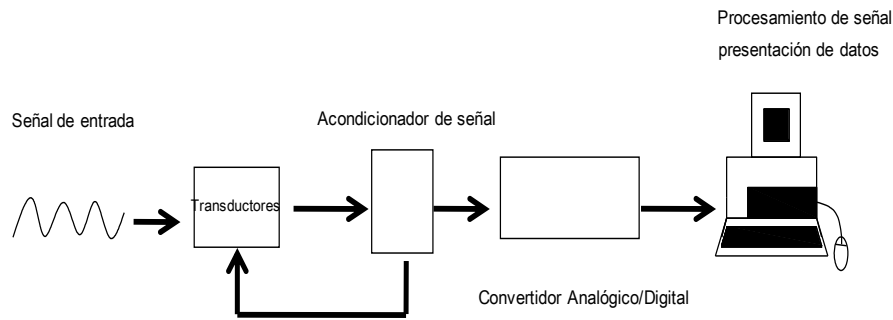 Procesamiento de señal
presentación de datos
Señal de entrada
Acondicionador de señal
Transductores
Convertidor Analógico/Digital